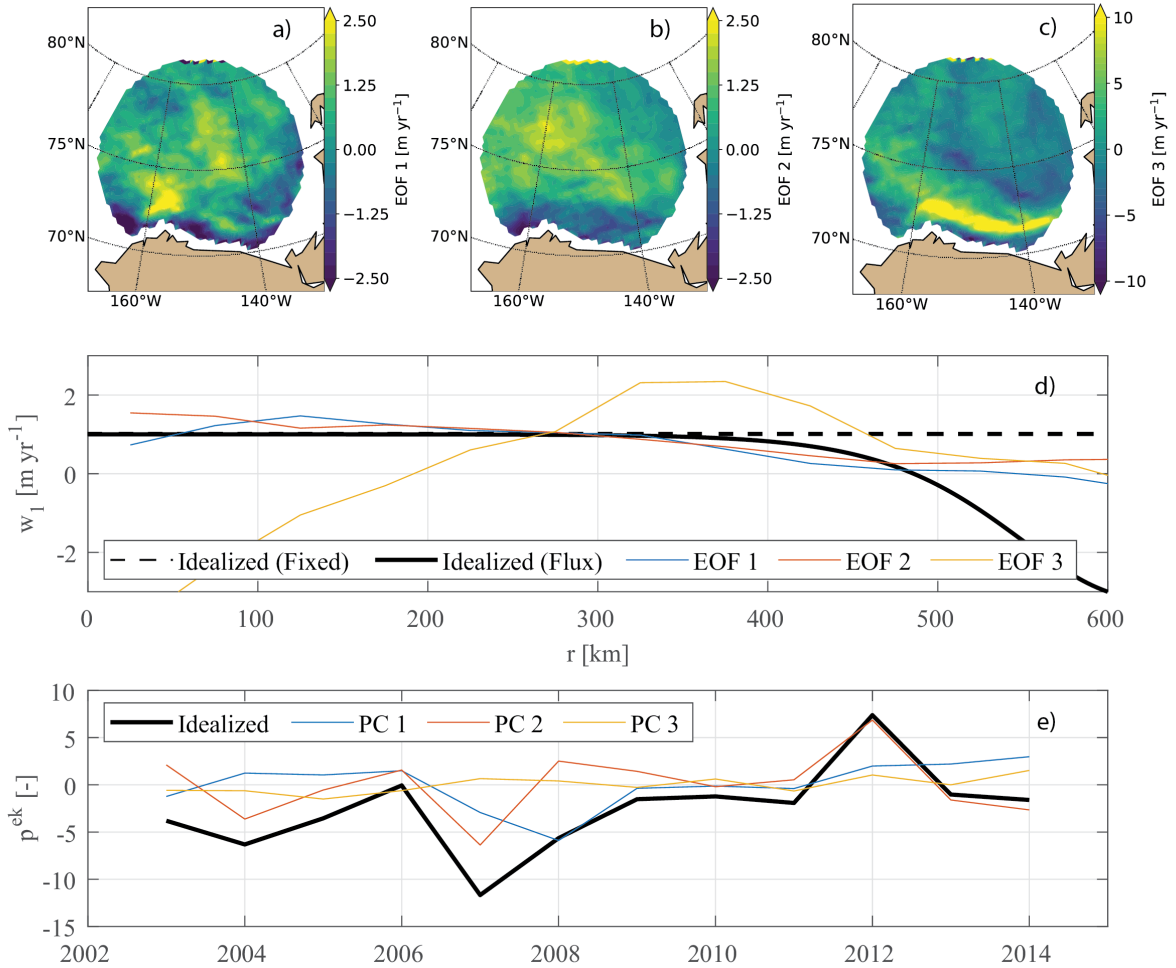 a)
80°N
75°N
70°N
160°W 140°W
2.50
1.25
0.00
−1.25
−2.50
EOF 1 [m yr⁻¹]
b)
80°N
75°N
70°N
160°W 140°W
2.50
1.25
0.00
−1.25
−2.50
EOF 2 [m yr⁻¹]
c)
80°N
75°N
70°N
160°W 140°W
10
5
0
−5
−10
EOF 3 [m yr⁻¹]
d)
w₁ [m yr⁻¹]
2
0
-2
Idealized (Fixed) Idealized (Flux) EOF 1 EOF 2 EOF 3
0 100 200 300 400 500 600
r [km]
e)
pᵉᵏ [-]
10
5
0
-5
-10
-15
Idealized PC 1 PC 2 PC 3
2002 2004 2006 2008 2010 2012 2014